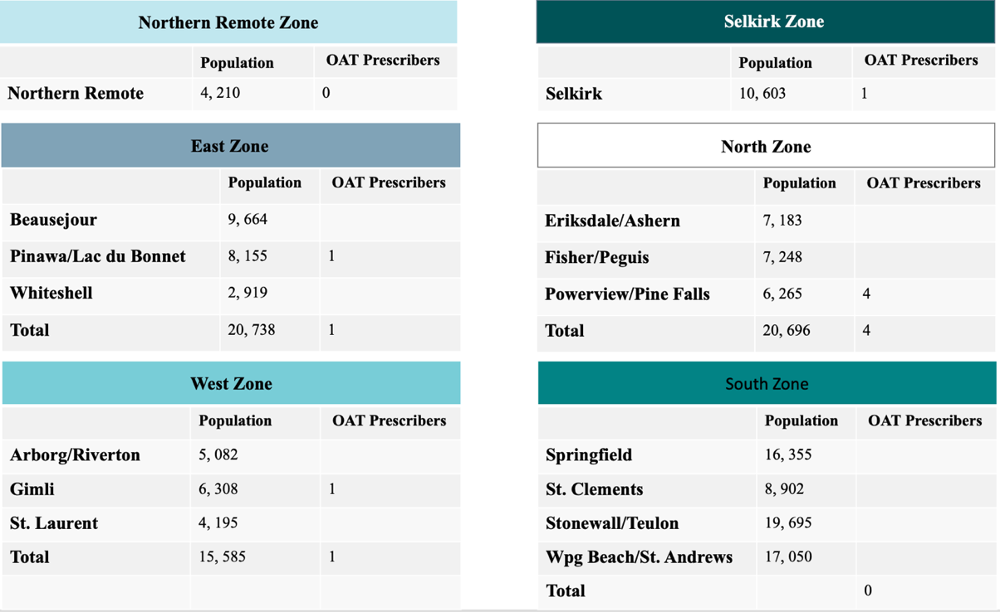 Northern Remote Zone
Population OAT Prescribers
Northern Remote 4, 210 0
Selkirk Zone
Population OAT Prescribers
Selkirk 10, 603 1
East Zone
Population OAT Prescribers
Beausejour 9, 664
Pinawa/Lac du Bonnet 8, 155 1
Whiteshell 2, 919
Total 20, 738 1
North Zone
Population OAT Prescribers
Eriksdale/Ashern 7, 183
Fisher/Peguis 7, 248
Powerview/Pine Falls 6, 265 4
Total 20, 696 4
West Zone
Population OAT Prescribers
Arborg/Riverton 5, 082
Gimli 6, 308 1
St. Laurent 4, 195
Total 15, 585 1
South Zone
Population OAT Prescribers
Springfield 16, 355
St. Clements 8, 902
Stonewall/Teulon 19, 695
Wpg Beach/St. Andrews 17, 050
Total 0